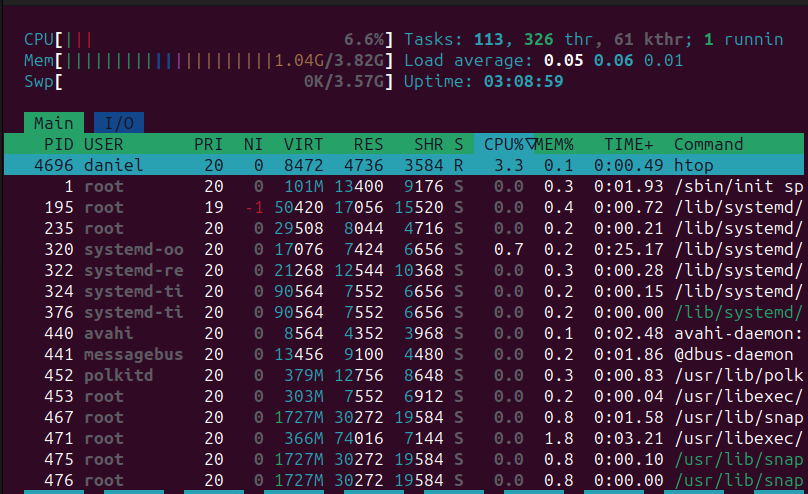 CPU[||| 6.6%] Tasks: 113, 326 thr, 61 kthr; 1 runnin
Mem[|||||||||||||||||||||||1.04G/3.82G] Load average: 0.05 0.06 0.01
Swp[ 0K/3.57G] Uptime: 03:08:59
Main I/O
PID USER PRI NI VIRT RES SHR S CPU%▽MEM% TIME+ Command
4696 daniel 20 0 8472 4736 3584 R 3.3 0.1 0:00.49 htop
1 root 20 0 101M 13400 9176 S 0.0 0.3 0:01.93 /sbin/init sp
195 root 19 -1 50420 17056 15520 S 0.0 0.4 0:00.72 /lib/systemd/
235 root 20 0 29508 8044 4716 S 0.0 0.2 0:00.21 /lib/systemd/
320 systemd-oo 20 0 17076 7424 6656 S 0.7 0.2 0:25.17 /lib/systemd/
322 systemd-re 20 0 21268 12544 10368 S 0.0 0.3 0:00.28 /lib/systemd/
324 systemd-ti 20 0 90564 7552 6656 S 0.0 0.2 0:00.15 /lib/systemd/
376 systemd-ti 20 0 90564 7552 6656 S 0.0 0.2 0:00.00 /lib/systemd/
440 avahi 20 0 8564 4352 3968 S 0.0 0.1 0:02.48 avahi-daemon:
441 messagebus 20 0 13456 9100 4480 S 0.0 0.2 0:01.86 @dbus-daemon
452 polkitd 20 0 379M 12756 8648 S 0.0 0.3 0:00.83 /usr/lib/polk
453 root 20 0 303M 7552 6912 S 0.0 0.2 0:00.04 /usr/libexec/
467 root 20 0 1727M 30272 19584 S 0.0 0.8 0:01.58 /usr/lib/snap
471 root 20 0 366M 74016 7144 S 0.0 1.8 0:03.21 /usr/libexec/
475 root 20 0 1727M 30272 19584 S 0.0 0.8 0:00.10 /usr/lib/snap
476 root 20 0 1727M 30272 19584 S 0.0 0.8 0:00.00 /usr/lib/snap